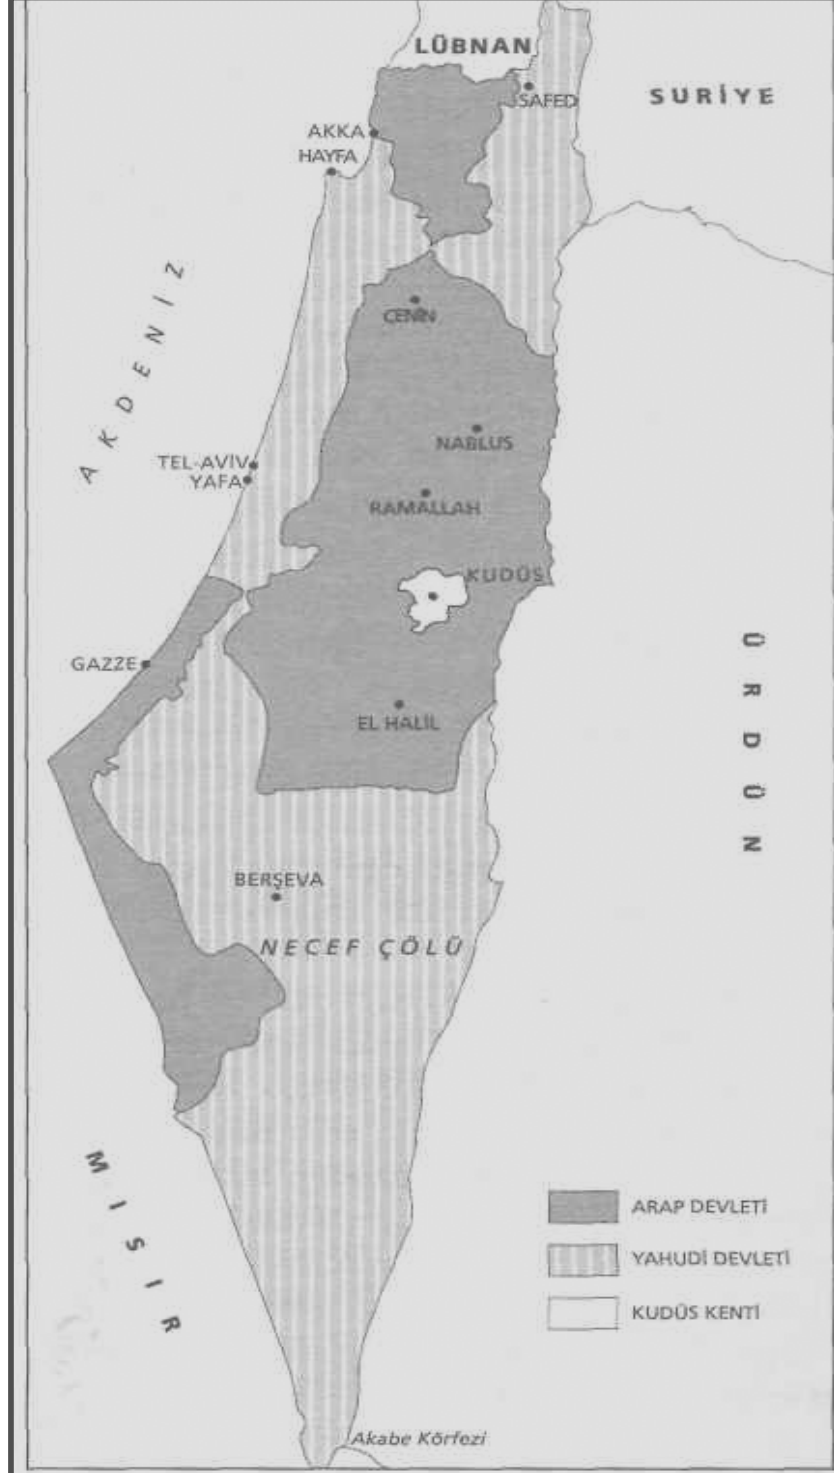 LÜBNAN
SURİYE
SAFED
AKKA
HAYFA
AKDENİZ
CENİN
NABLUS
TEL-AVİV
YAFA
RAMALLAH
KUDÜS
GAZZE
EL HALİL
ÜRDÜN
BERŞEVA
NECEF ÇÖLÜ
MISIR
ARAP DEVLETİ
YAHUDİ DEVLETİ
KUDÜS KENTİ
Akabe Körfezi